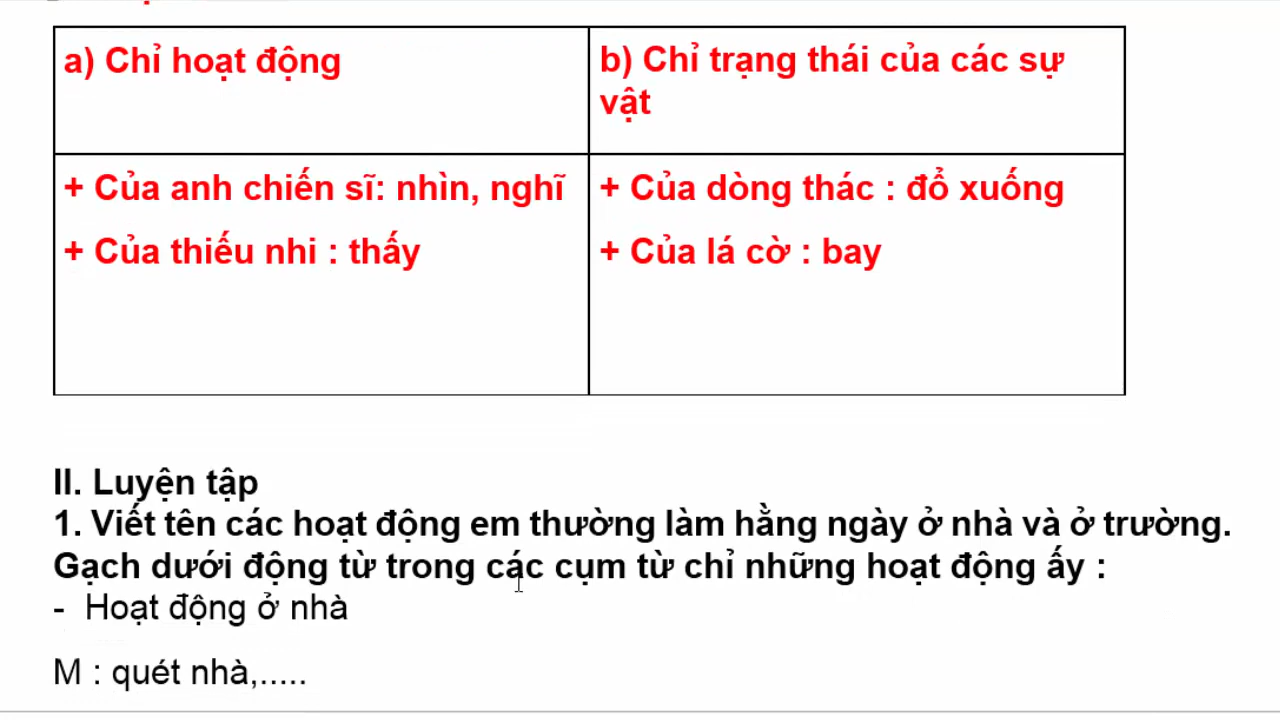 a) Chỉ hoạt động
b) Chỉ trạng thái của các sự
vật
+ Của anh chiến sĩ: nhìn, nghĩ
+ Của thiếu nhi : thấy
+ Của dòng thác : đổ xuống
+ Của lá cờ : bay
II. Luyện tập
1. Viết tên các hoạt động em thường làm hằng ngày ở nhà và ở trường.
Gạch dưới động từ trong các cụm từ chỉ những hoạt động ấy :
- Hoạt động ở nhà
M : quét nhà,.....